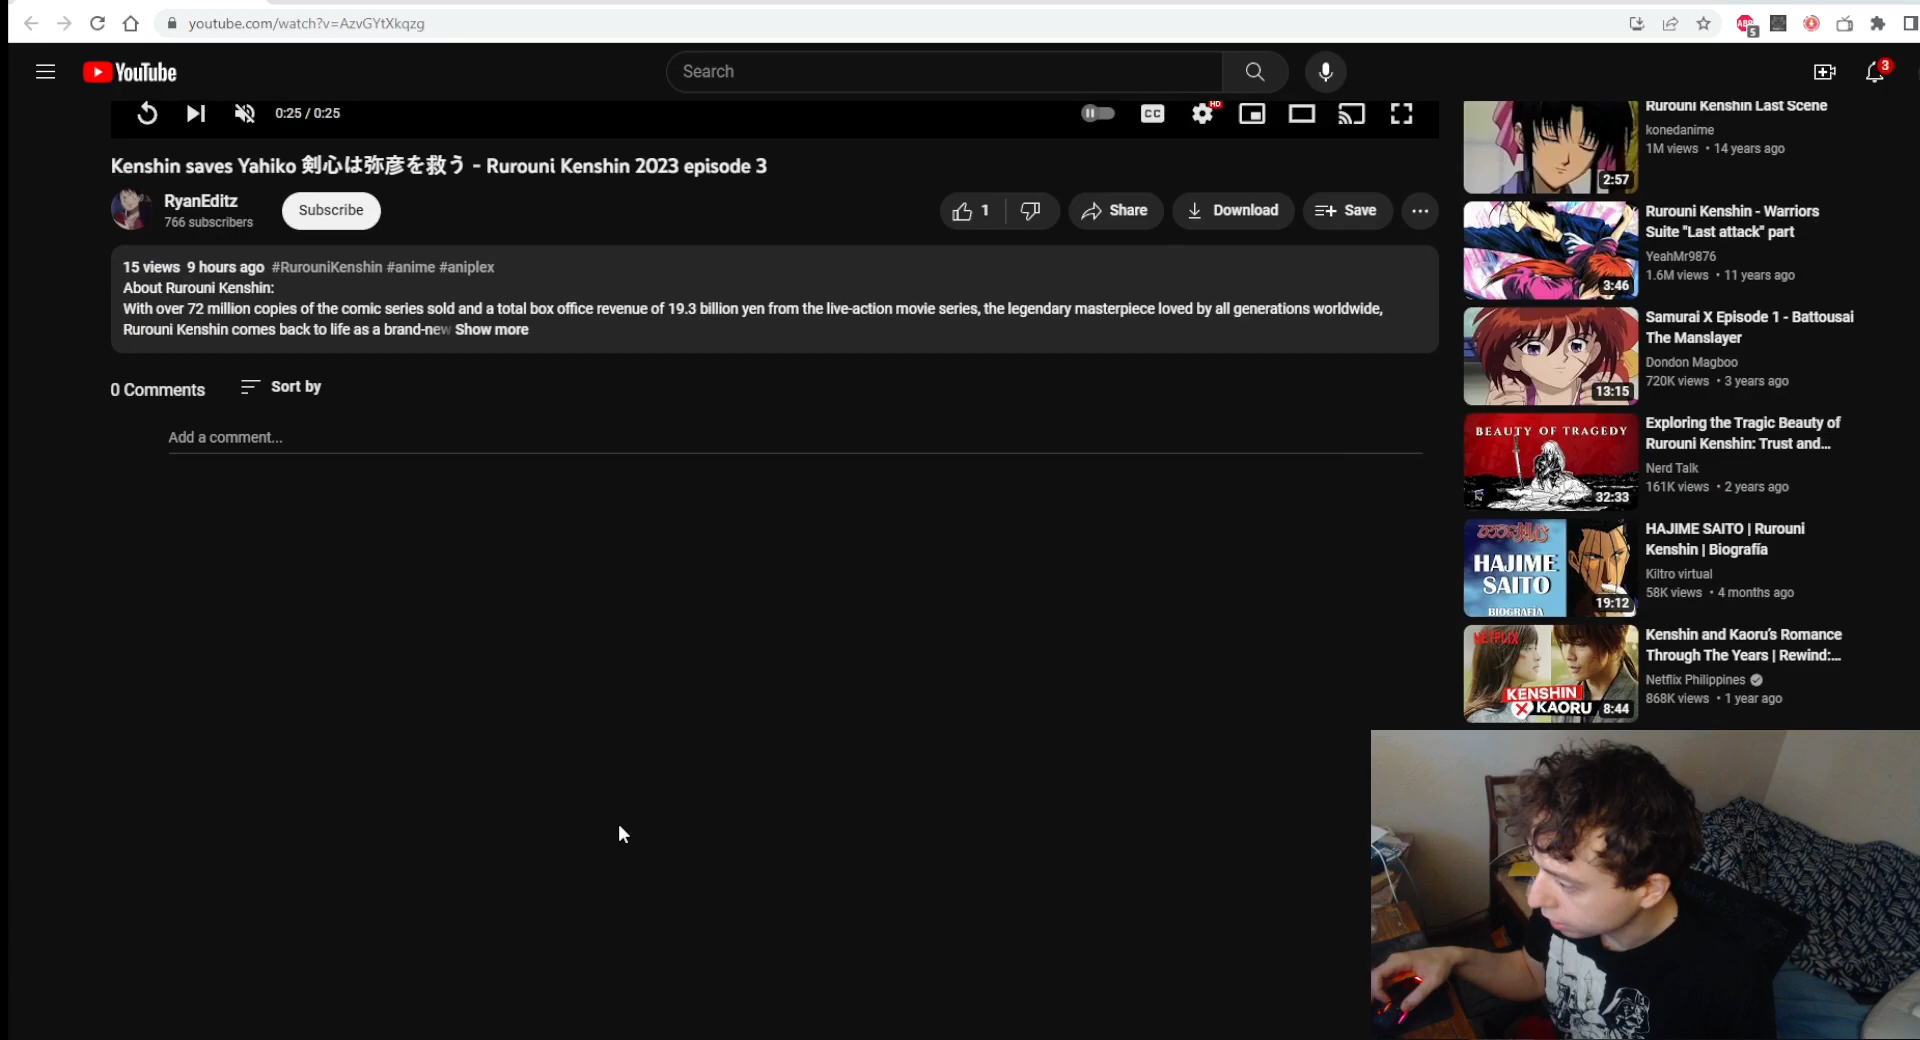 youtube.com/watch?v=AzvGYtXkqzg
ABP
5
YouTube
Search
3
0:25 / 0:25
CC
HD
Kenshin saves Yahiko 剣心は弥彦を救う - Rurouni Kenshin 2023 episode 3
RyanEditz
766 subscribers
Subscribe
1
Share
Download
Save
15 views 9 hours ago #RurouniKenshin #anime #aniplex
About Rurouni Kenshin:
With over 72 million copies of the comic series sold and a total box office revenue of 19.3 billion yen from the live-action movie series, the legendary masterpiece loved by all generations worldwide,
Rurouni Kenshin comes back to life as a brand-new Show more
0 Comments
Sort by
Add a comment...
2:57
Rurouni Kenshin Last Scene
konedanime
1M views • 14 years ago
3:46
Rurouni Kenshin - Warriors
Suite "Last attack" part
YeahMr9876
1.6M views • 11 years ago
13:15
Samurai X Episode 1 - Battousai
The Manslayer
Dondon Magboo
720K views • 3 years ago
BEAUTY OF TRAGEDY
32:33
Exploring the Tragic Beauty of
Rurouni Kenshin: Trust and...
Nerd Talk
161K views • 2 years ago
HAJIME
SAITO
BIOGRAFIA
19:12
HAJIME SAITO | Rurouni
Kenshin | Biografía
Kiltro virtual
58K views • 4 months ago
NETFLIX
KENSHIN
X KAORU
8:44
Kenshin and Kaoru's Romance
Through The Years | Rewind:...
Netflix Philippines
868K views • 1 year ago